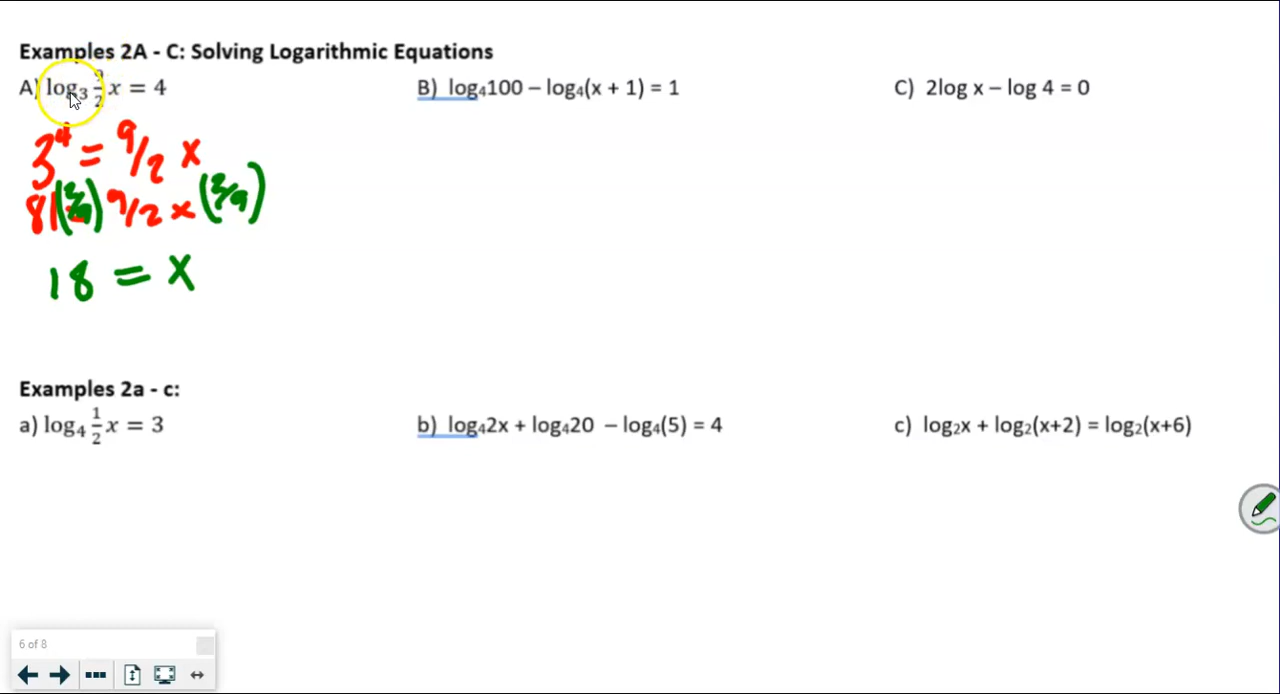 Examples 2A - C: Solving Logarithmic Equations
A) log₃ 9/2 x = 4
B) log₄100 – log₄(x + 1) = 1
C) 2log x – log 4 = 0
3⁴ = 9/2 x
81(2/9) 9/2 x (2/9)
18 = x
Examples 2a - c:
a) log₄ 1/2 x = 3
b) log₄2x + log₄20 – log₄(5) = 4
c) log₂x + log₂(x+2) = log₂(x+6)
6 of 8